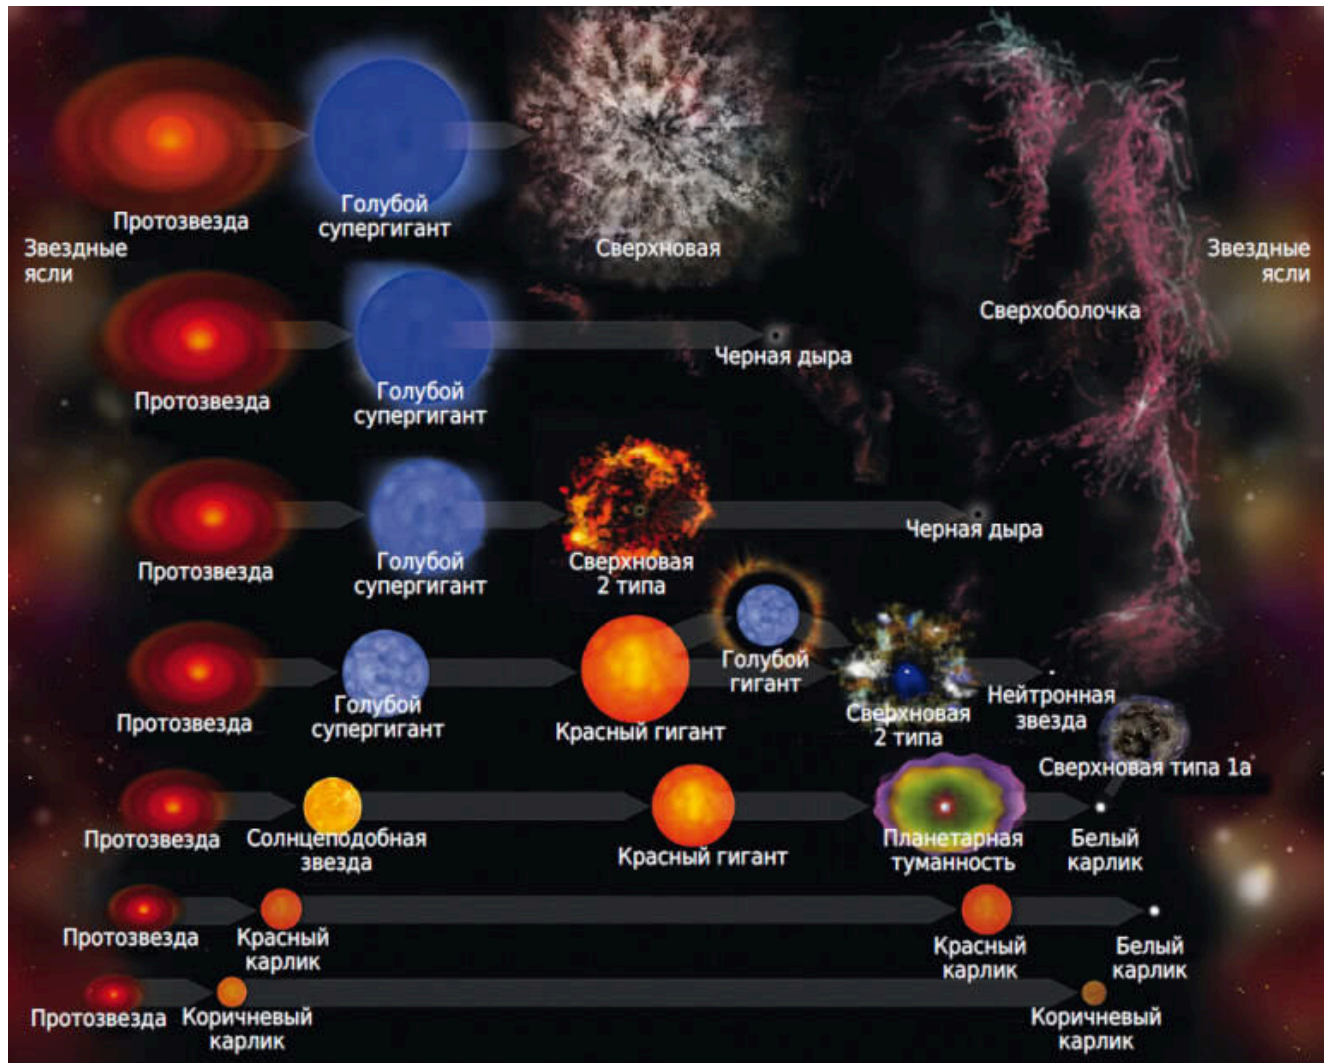 Протозвезда
Голубой
супергигант
Сверхновая
Звездные
ясли
Звездные
ясли
Сверхоболочка
Протозвезда
Голубой
супергигант
Черная дыра
Протозвезда
Голубой
супергигант
Сверхновая
2 типа
Черная дыра
Протозвезда
Голубой
супергигант
Красный гигант
Голубой
гигант
Сверхновая
2 типа
Нейтронная
звезда
Сверхновая типа 1а
Протозвезда
Солнцеподобная
звезда
Красный гигант
Планетарная
туманность
Белый
карлик
Протозвезда
Красный
карлик
Красный
карлик
Белый
карлик
Протозвезда
Коричневый
карлик
Коричневый
карлик